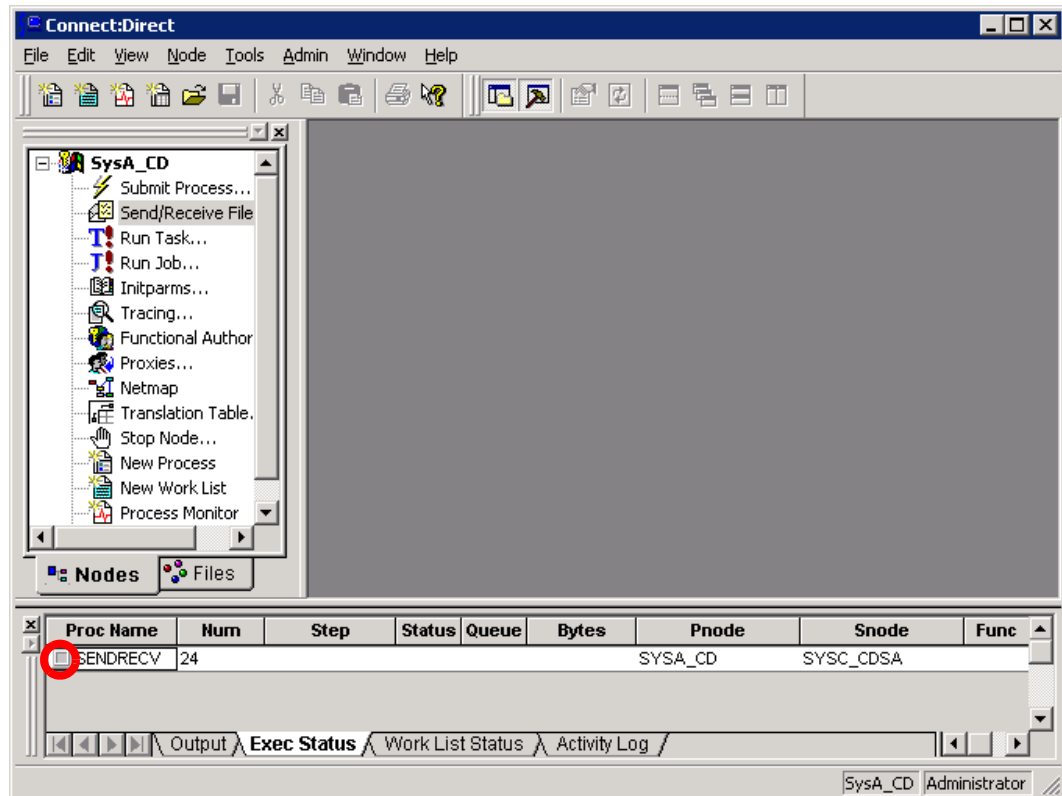 Connect:Direct
File Edit View Node Tools Admin Window Help
SysA_CD
Submit Process...
Send/Receive File
Run Task...
Run Job...
Initparms...
Tracing...
Functional Author
Proxies...
Netmap
Translation Table.
Stop Node...
New Process
New Work List
Process Monitor
Nodes Files
Proc Name Num Step Status Queue Bytes Pnode Snode Func
SENDRECV 24 SYSA_CD SYSC_CDSA
Output Exec Status Work List Status Activity Log
SysA_CD Administrator